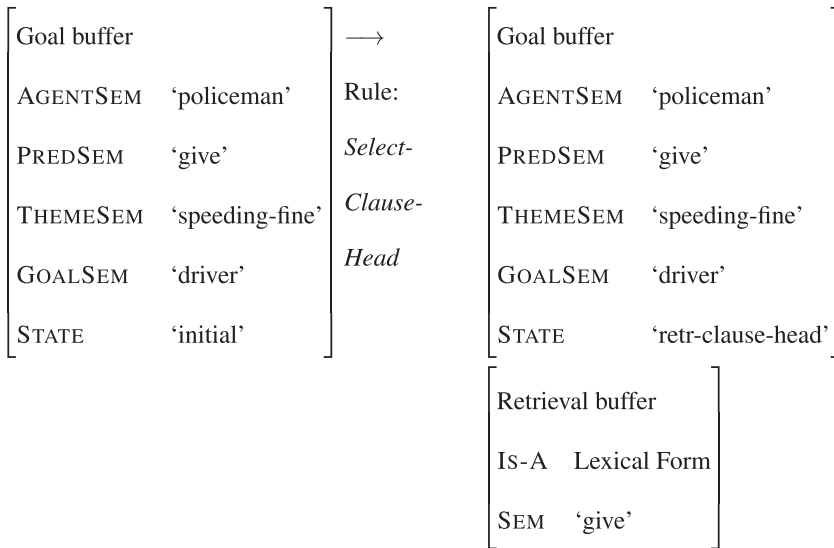 Goal buffer ⟶ Goal buffer
AGENTSEM ‘policeman’ Rule: AGENTSEM ‘policeman’
PREDSEM ‘give’ Select- PREDSEM ‘give’
THEMESEM ‘speeding-fine’ Clause- THEMESEM ‘speeding-fine’
GOALSEM ‘driver’ Head GOALSEM ‘driver’
STATE ‘initial’ STATE ‘retr-clause-head’
Retrieval buffer
IS-A Lexical Form
SEM ‘give’